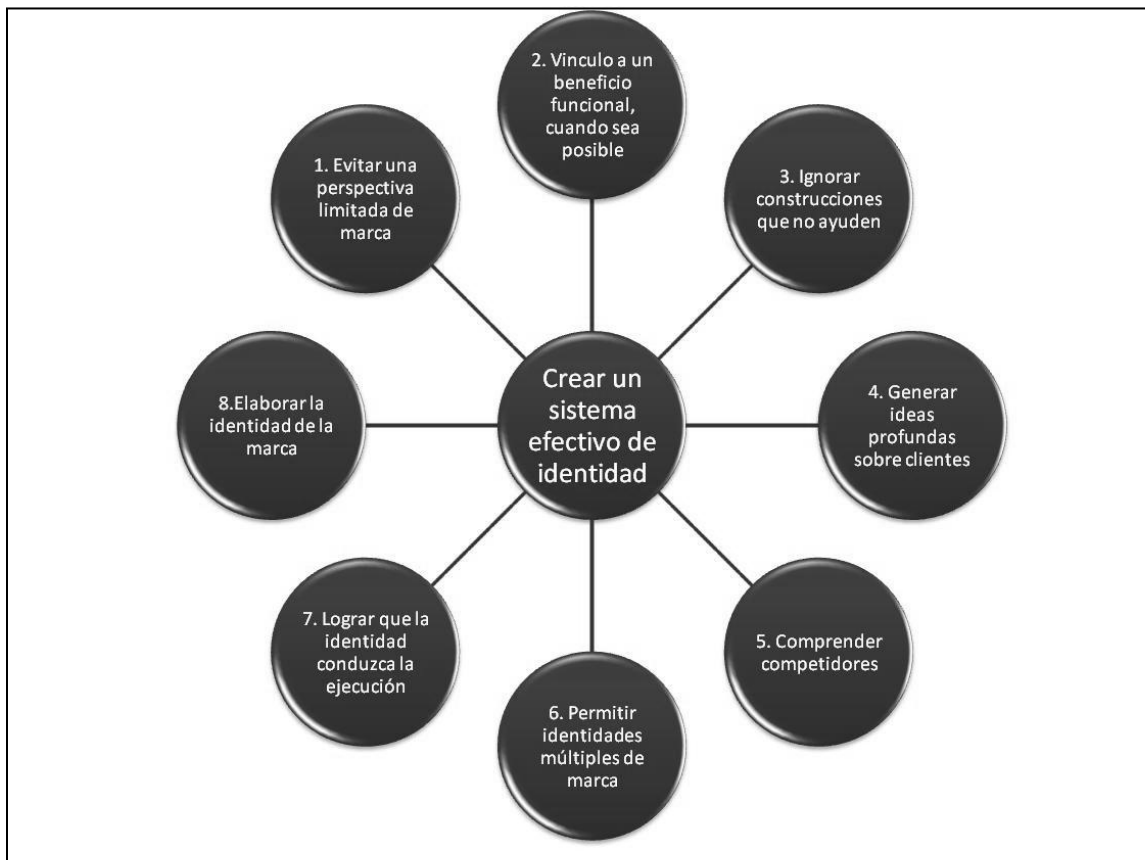 1. Evitar una
perspectiva
limitada de
marca
2. Vinculo a un
beneficio
funcional,
cuando sea
posible
3. Ignorar
construcciones
que no ayuden
4. Generar
ideas
profundas
sobre clientes
5. Comprender
competidores
6. Permitir
identidades
múltiples de
marca
7. Lograr que la
identidad
conduzca la
ejecución
8.Elaborar la
identidad de la
marca
Crear un
sistema
efectivo de
identidad